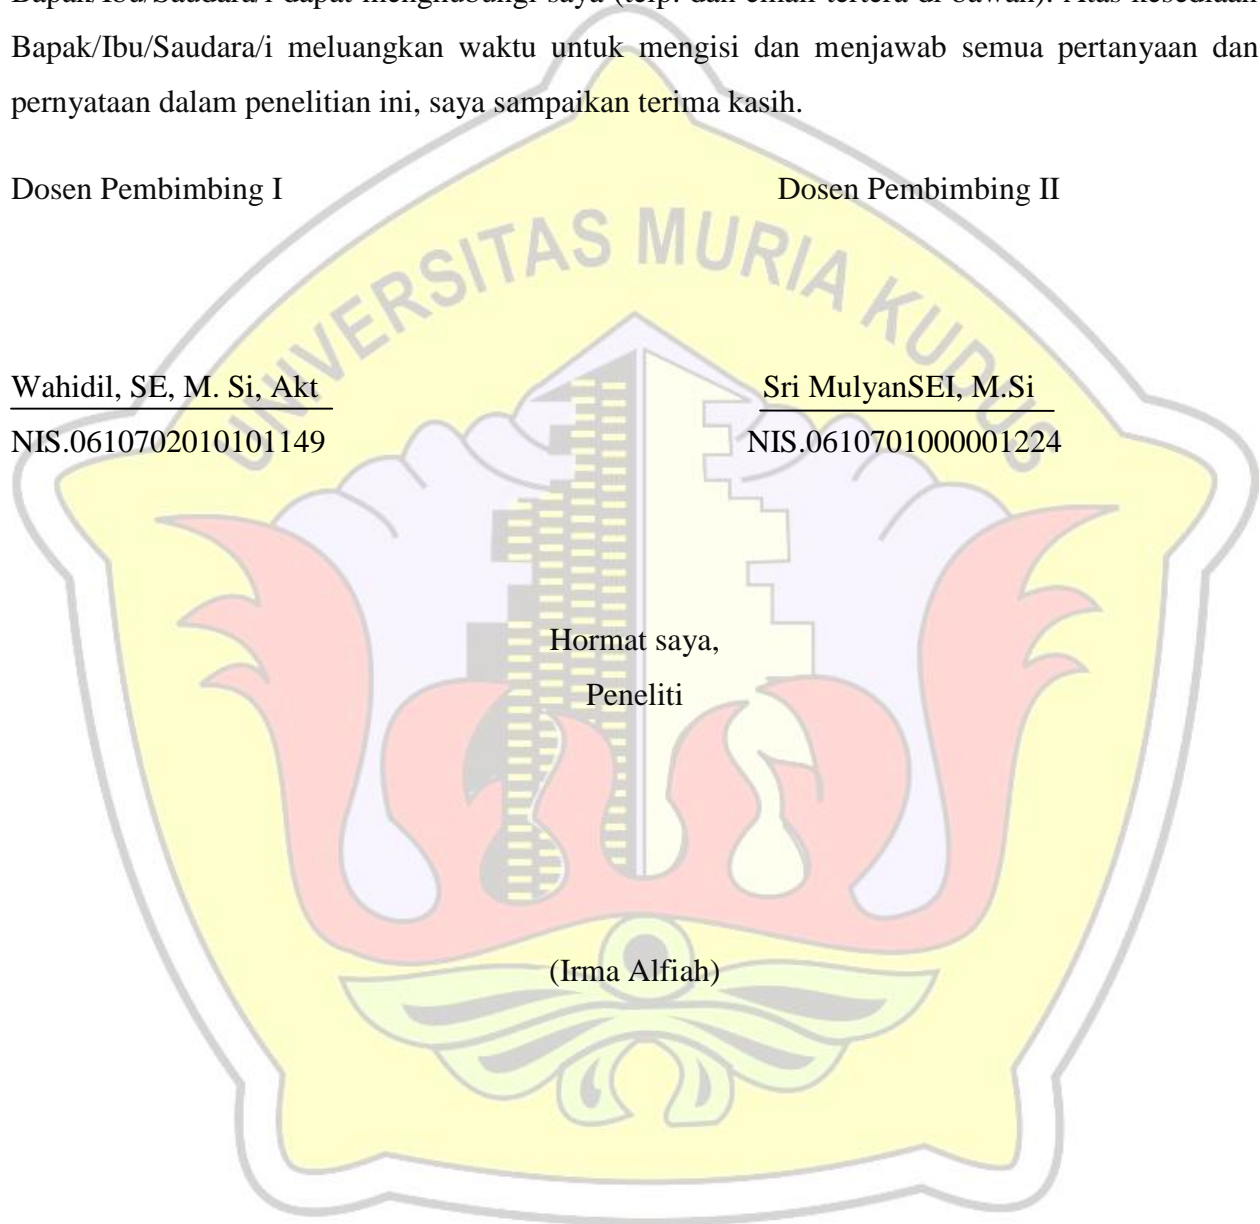 Bapak/Ibu/Saudara/i dapat menghubungi saya (telp. dan email tertera di bawah). Atas kesediaan
Bapak/Ibu/Saudara/i meluangkan waktu untuk mengisi dan menjawab semua pertanyaan dan
pernyataan dalam penelitian ini, saya sampaikan terima kasih.
Dosen Pembimbing I
Dosen Pembimbing II
UNIVERSITAS MURIA KUDUS
Wahidil, SE, M. Si, Akt
Sri MulyanSEI, M.Si
NIS.0610702010101149
NIS.0610701000001224
Hormat saya,
Peneliti
(Irma Alfiah)